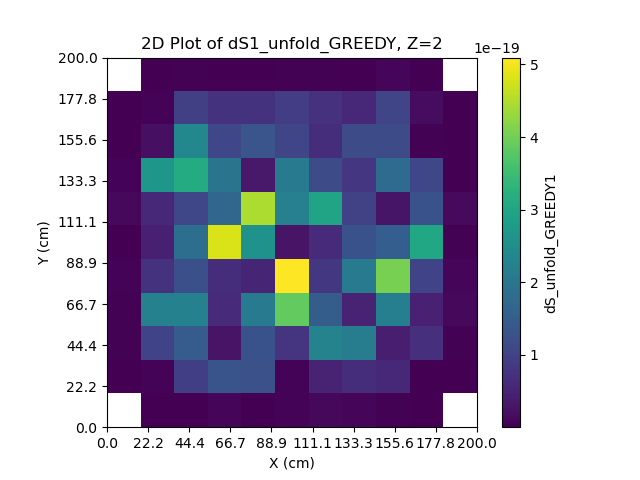 2D Plot of dS1_unfold_GREEDY, Z=2
1e−19
200.0
177.8
155.6
133.3
111.1
88.9
66.7
44.4
22.2
0.0
Y (cm)
0.0 22.2 44.4 66.7 88.9 111.1 133.3 155.6 177.8 200.0
X (cm)
5
4
3
2
1
dS_unfold_GREEDY1